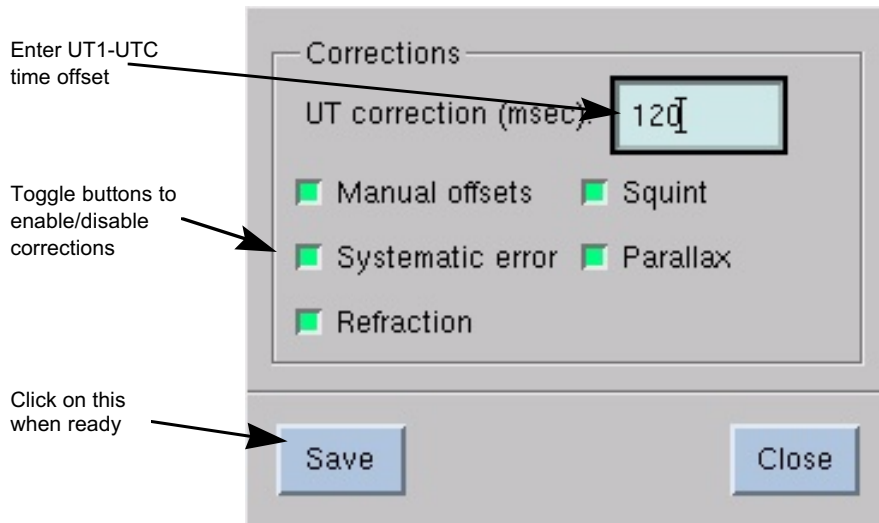 Enter UT1-UTC
time offset
Corrections
UT correction (msec): 120
Toggle buttons to
enable/disable
corrections
Manual offsets Squint
Systematic error Parallax
Refraction
Click on this
when ready
Save Close